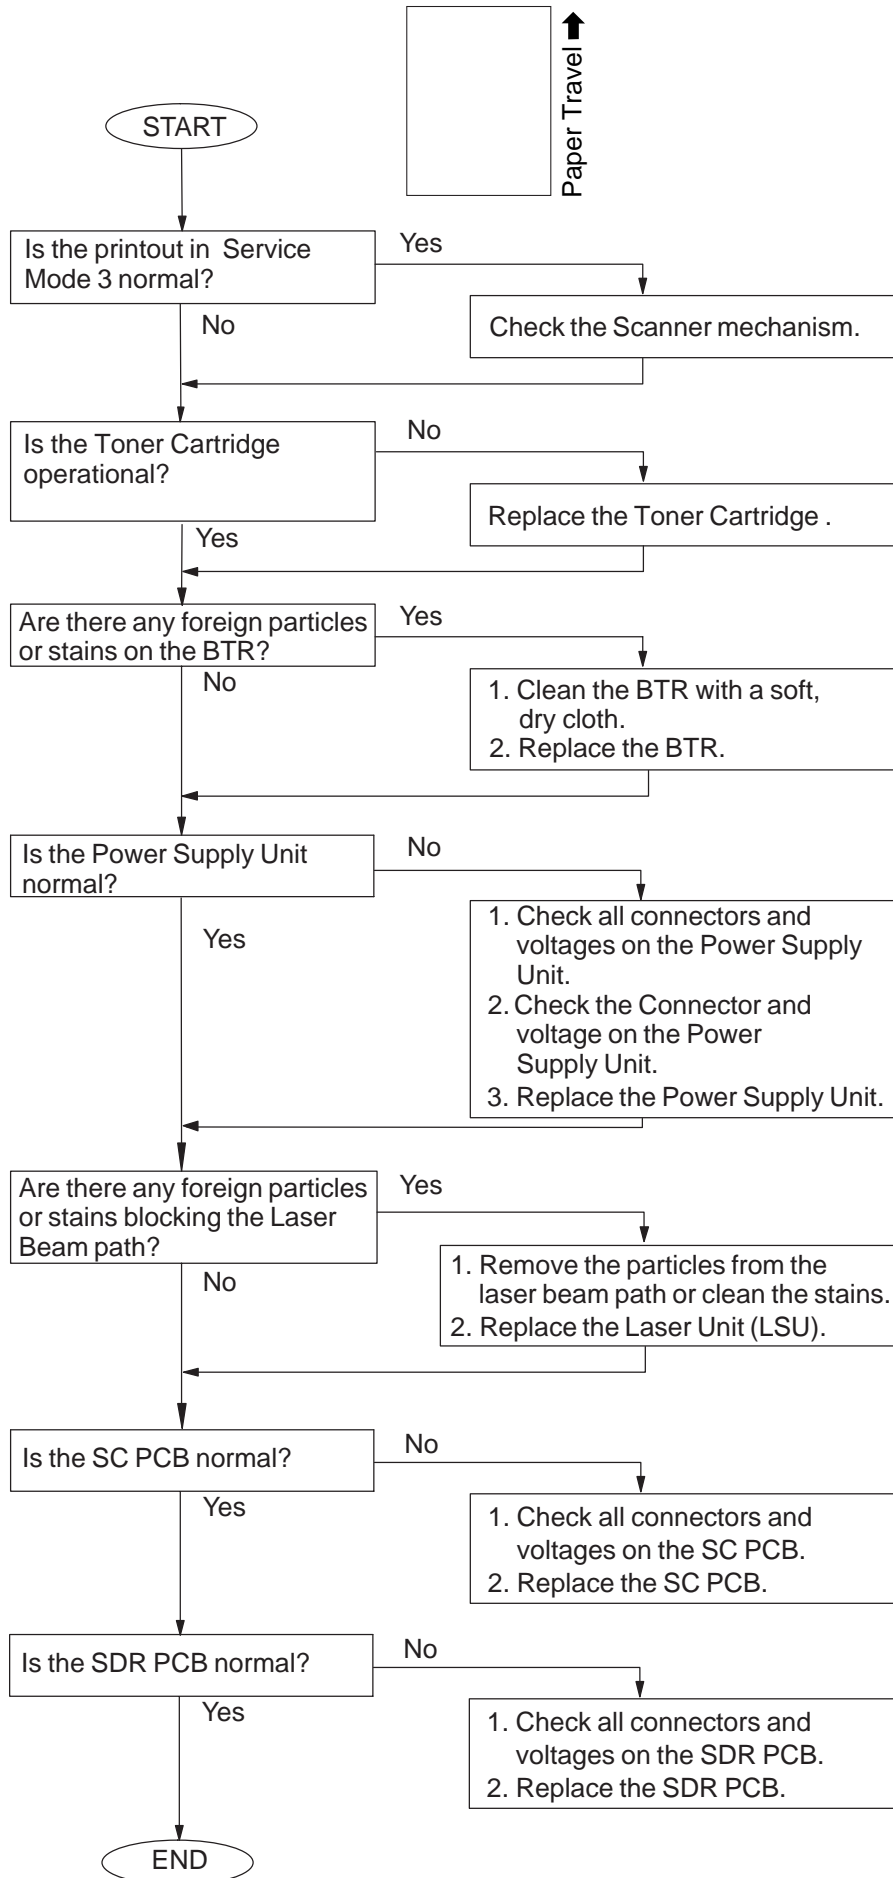 Paper Travel
START
Is the printout in Service
Mode 3 normal?
Yes
No
Check the Scanner mechanism.
Is the Toner Cartridge
operational?
No
Yes
Replace the Toner Cartridge .
Are there any foreign particles
or stains on the BTR?
Yes
No
1. Clean the BTR with a soft,
dry cloth.
2. Replace the BTR.
Is the Power Supply Unit
normal?
No
Yes
1. Check all connectors and
voltages on the Power Supply
Unit.
2. Check the Connector and
voltage on the Power
Supply Unit.
3. Replace the Power Supply Unit.
Are there any foreign particles
or stains blocking the Laser
Beam path?
Yes
No
1. Remove the particles from the
laser beam path or clean the stains.
2. Replace the Laser Unit (LSU).
Is the SC PCB normal?
No
Yes
1. Check all connectors and
voltages on the SC PCB.
2. Replace the SC PCB.
Is the SDR PCB normal?
No
Yes
1. Check all connectors and
voltages on the SDR PCB.
2. Replace the SDR PCB.
END